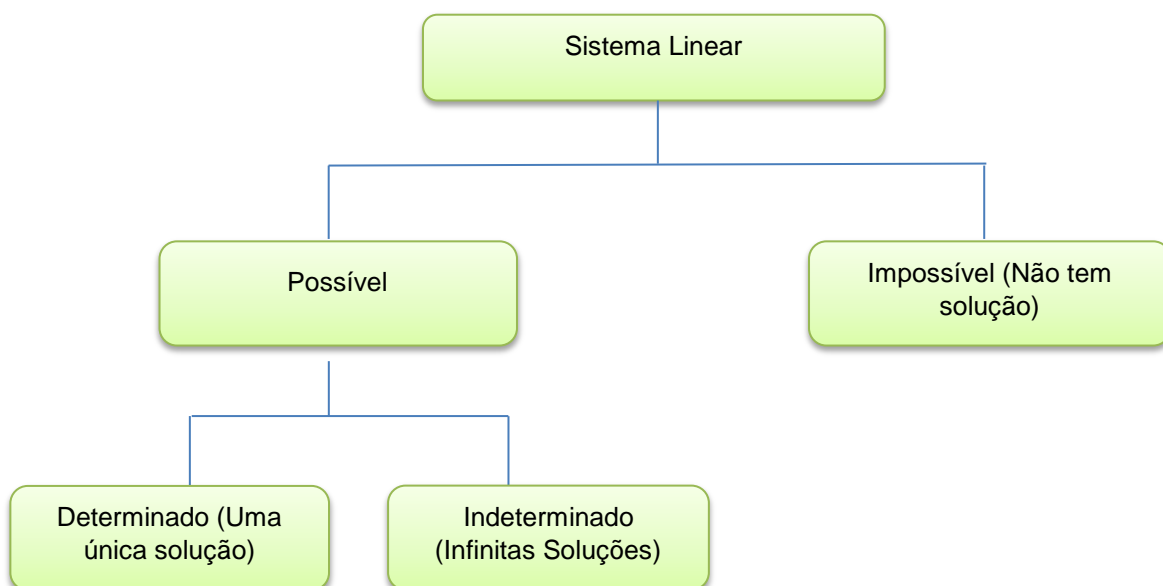 Sistema Linear
Possível
Impossível (Não tem
solução)
Determinado (Uma
única solução)
Indeterminado
(Infinitas Soluções)